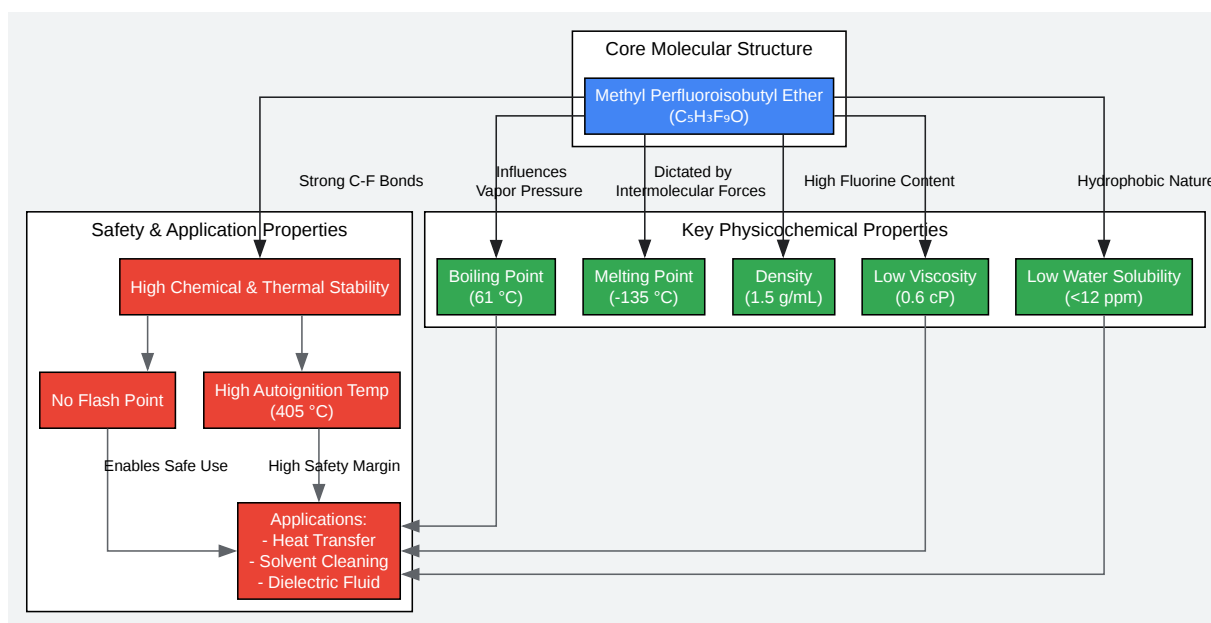 Core Molecular Structure
Methyl Perfluoroisobutyl Ether
(C₅H₃F₉O)
Strong C-F Bonds
Influences
Vapor Pressure
Dictated by
Intermolecular Forces
High Fluorine Content
Hydrophobic Nature
Safety & Application Properties
Key Physicochemical Properties
High Chemical & Thermal Stability
Boiling Point
(61 °C)
Melting Point
(-135 °C)
Density
(1.5 g/mL)
Low Viscosity
(0.6 cP)
Low Water Solubility
(<12 ppm)
No Flash Point
High Autoignition Temp
(405 °C)
Enables Safe Use
High Safety Margin
Applications:
- Heat Transfer
- Solvent Cleaning
- Dielectric Fluid